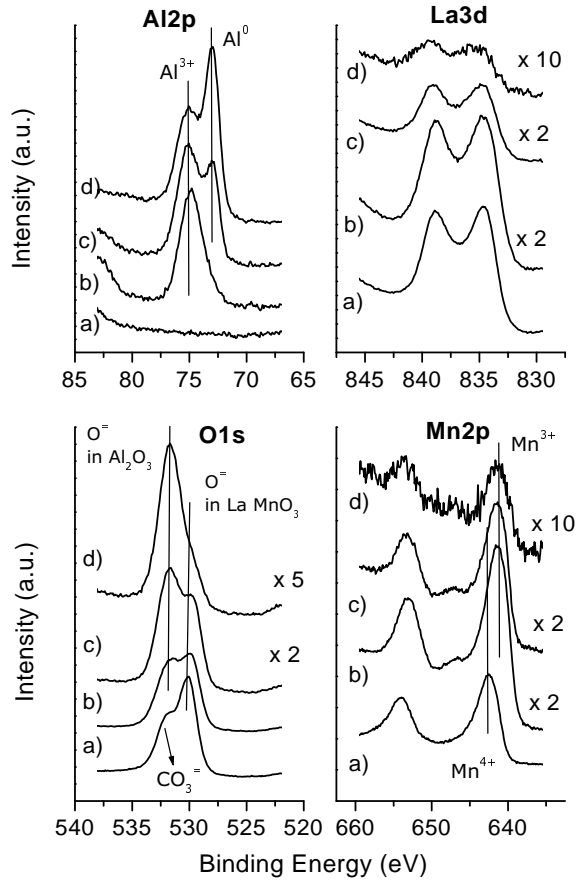 Al2p
La3d
Al³⁺
Al⁰
d)
c)
b)
a)
85 80 75 70 65
d)
c)
b)
a)
x 10
x 2
x 2
845 840 835 830
Intensity (a.u.)
O1s
O⁼
in Al₂O₃
O⁼
in La MnO₃
d)
c)
b)
a)
x 5
x 2
CO₃⁼
540 535 530 525 520
Mn2p
Mn³⁺
d)
c)
b)
a)
x 10
x 2
x 2
Mn⁴⁺
660 650 640
Intensity (a.u.)
Binding Energy (eV)